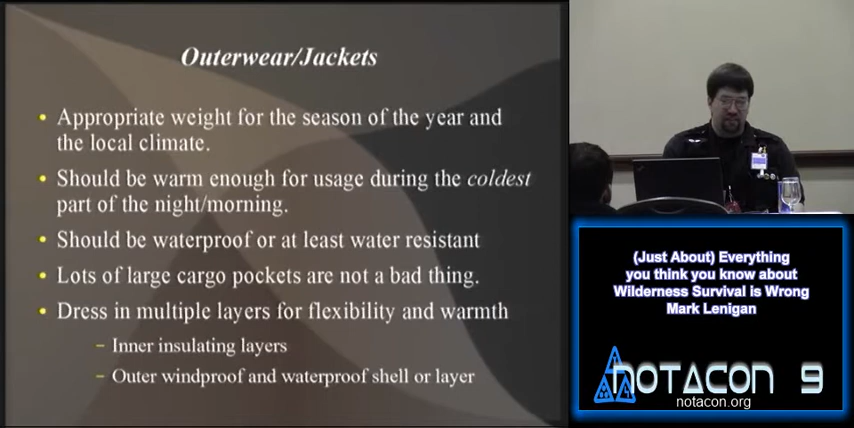 Outerwear/Jackets
• Appropriate weight for the season of the year and
the local climate.
• Should be warm enough for usage during the coldest
part of the night/morning.
• Should be waterproof or at least water resistant
• Lots of large cargo pockets are not a bad thing.
• Dress in multiple layers for flexibility and warmth
– Inner insulating layers
– Outer windproof and waterproof shell or layer
(Just About) Everything
you think you know about
Wilderness Survival is Wrong
Mark Lenigan
NOTACON 9
notacon.org